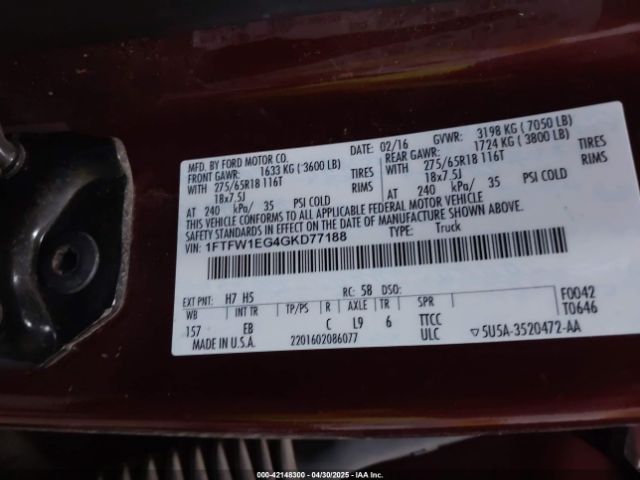 MFD. BY FORD MOTOR CO.
DATE: 02/16 GVWR: 3198 KG ( 7050 LB)
FRONT GAWR: 1633 KG ( 3600 LB)
REAR GAWR: 1724 KG ( 3800 LB)
WITH 275/65R18 116T TIRES
WITH 275/65R18 116T TIRES
18x7.5J RIMS
18x7.5J RIMS
AT 240 kPa/ 35 PSI COLD
AT 240 kPa/ 35 PSI COLD
THIS VEHICLE CONFORMS TO ALL APPLICABLE FEDERAL MOTOR VEHICLE
SAFETY STANDARDS IN EFFECT ON THE DATE OF MANUFACTURE SHOWN ABOVE.
VIN: 1FTFW1EG4GKD77188
TYPE: Truck
EXT PNT: H7 H5 RC: 58 DSO: F0042
WB INT TR TP/PS R AXLE TR SPR T0646
157 EB C L9 6 TTCC
MADE IN U.S.A. 2201602086077 ULC ▽5U5A-3520472-AA
000-42148300 - 04/30/2025 - IAAI.COM